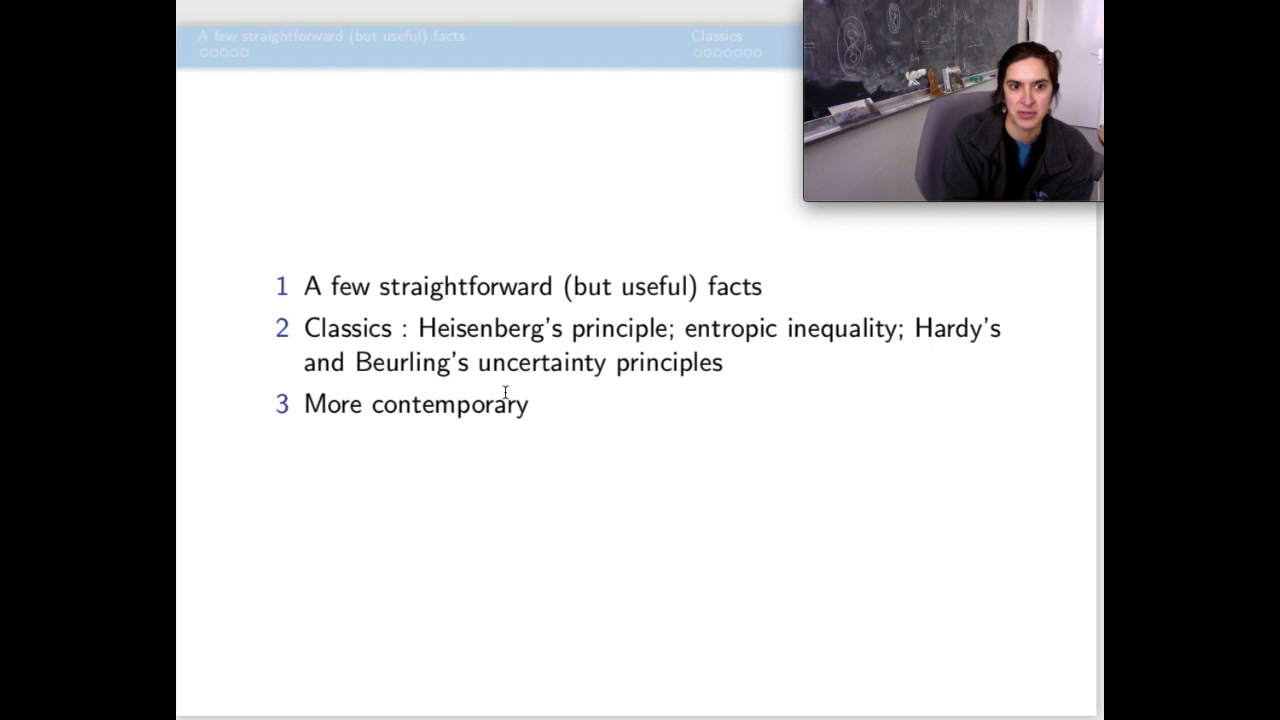 A few straightforward (but useful) facts
Classics
1 A few straightforward (but useful) facts
2 Classics : Heisenberg's principle; entropic inequality; Hardy's
and Beurling's uncertainty principles
3 More contemporary